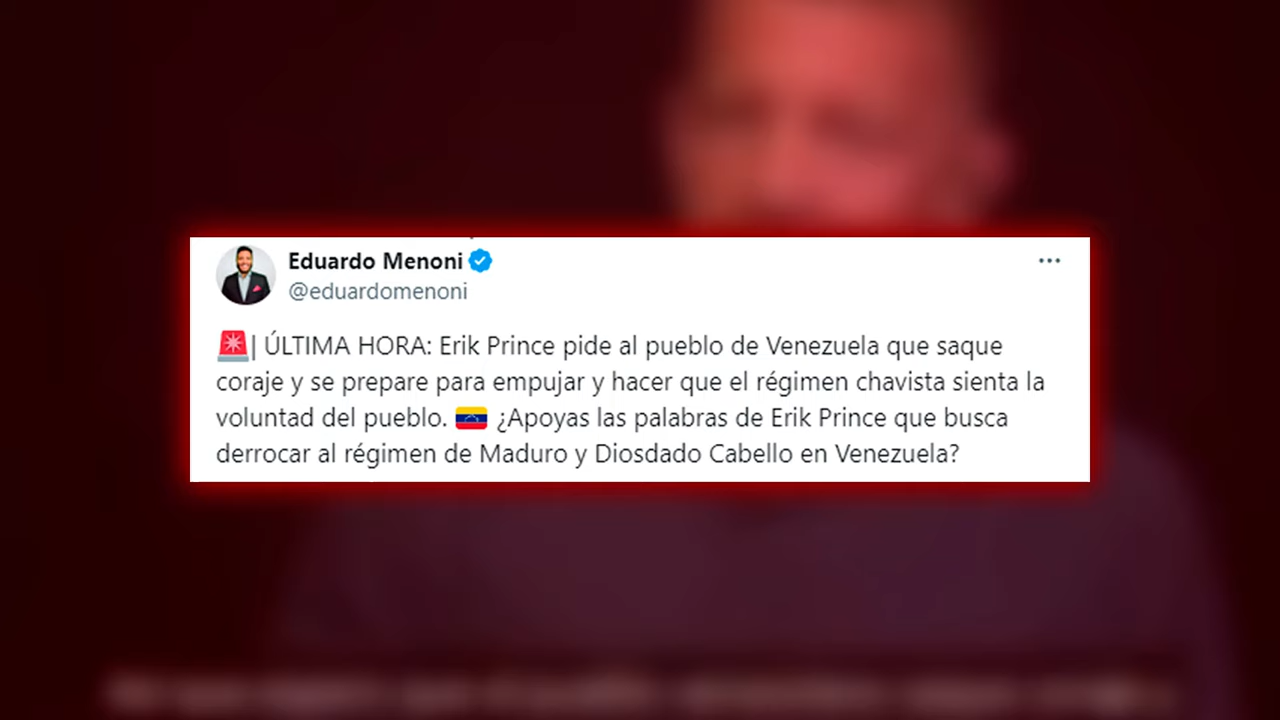 Eduardo Menoni
@eduardomenoni
🚨| ÚLTIMA HORA: Erik Prince pide al pueblo de Venezuela que saque
coraje y se prepare para empujar y hacer que el régimen chavista sienta la
voluntad del pueblo. 🇻🇪 ¿Apoyas las palabras de Erik Prince que busca
derrocar al régimen de Maduro y Diosdado Cabello en Venezuela?